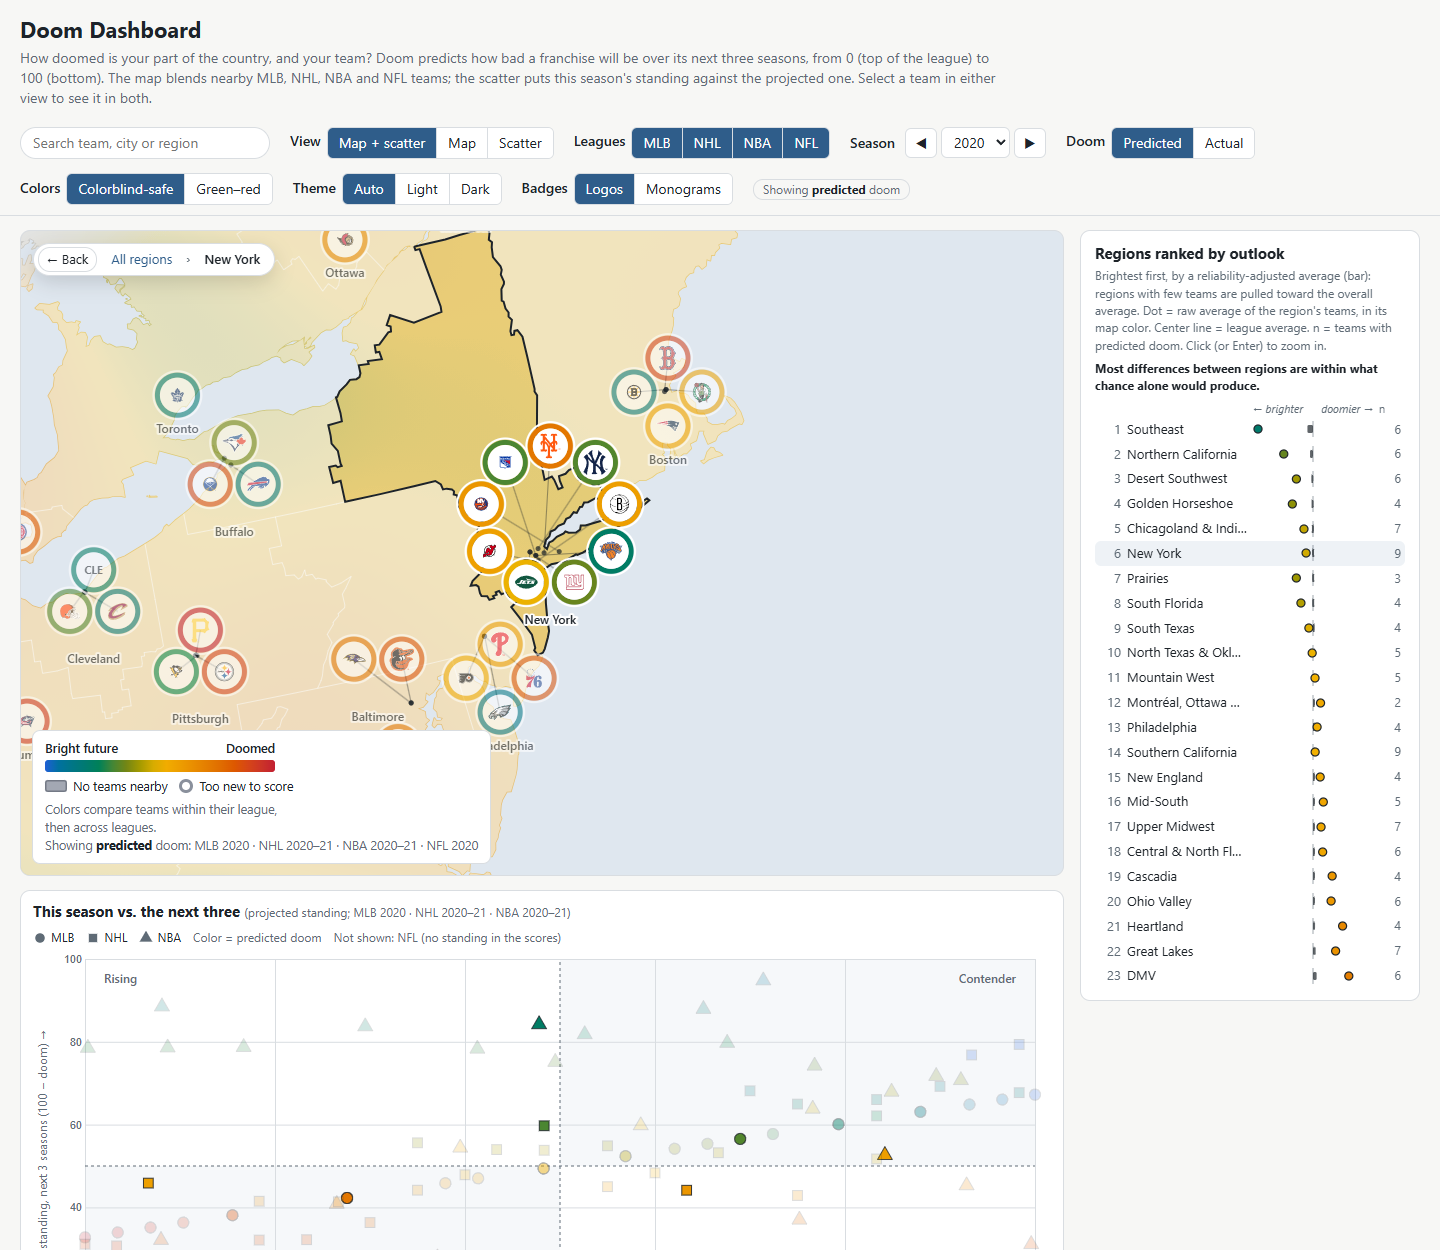 Doom Dashboard
How doomed is your part of the country, and your team? Doom predicts how bad a franchise will be over its next three seasons, from 0 (top of the league) to
100 (bottom). The map blends nearby MLB, NHL, NBA and NFL teams; the scatter puts this season's standing against the projected one. Select a team in either
view to see it in both.
Search team, city or region
View Map + scatter Map Scatter
Leagues MLB NHL NBA NFL
Season ◀ 2020 ▶
Doom Predicted Actual
Colors Colorblind-safe Green–red
Theme Auto Light Dark
Badges Logos Monograms
Showing predicted doom
← Back All regions › New York
Ottawa
Toronto
Buffalo
Boston
CLE
Cleveland
Pittsburgh
Baltimore
New York
adelphia
Bright future Doomed
No teams nearby Too new to score
Colors compare teams within their league,
then across leagues.
Showing predicted doom: MLB 2020 · NHL 2020–21 · NBA 2020–21 · NFL 2020
Regions ranked by outlook
Brightest first, by a reliability-adjusted average (bar):
regions with few teams are pulled toward the overall
average. Dot = raw average of the region's teams, in its
map color. Center line = league average. n = teams with
predicted doom. Click (or Enter) to zoom in.
Most differences between regions are within what
chance alone would produce.
← brighter doomier → n
1 Southeast 6
2 Northern California 6
3 Desert Southwest 6
4 Golden Horseshoe 4
5 Chicagoland & Indi... 7
6 New York 9
7 Prairies 3
8 South Florida 4
9 South Texas 4
10 North Texas & Okl... 5
11 Mountain West 5
12 Montréal, Ottawa ... 2
13 Philadelphia 4
14 Southern California 9
15 New England 4
16 Mid-South 5
17 Upper Midwest 7
18 Central & North Fl... 6
19 Cascadia 4
20 Ohio Valley 6
21 Heartland 4
22 Great Lakes 7
23 DMV 6
This season vs. the next three (projected standing; MLB 2020 · NHL 2020–21 · NBA 2020–21)
MLB NHL NBA Color = predicted doom Not shown: NFL (no standing in the scores)
Rising
Contender
100
80
60
40
standing, next 3 seasons (100 – doom) →